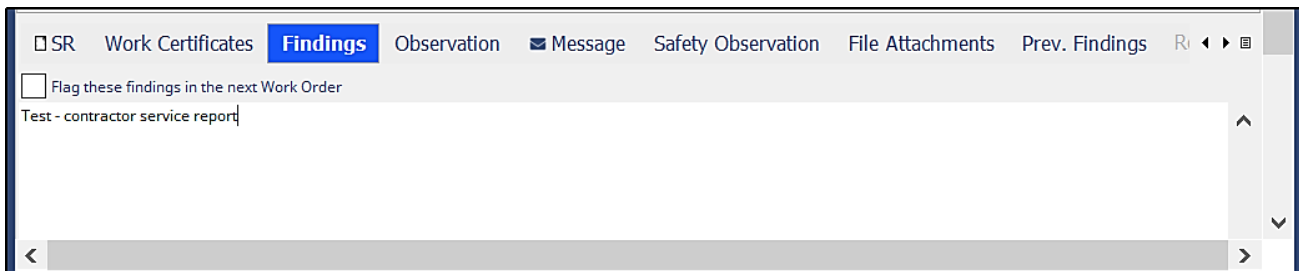 SR Work Certificates Findings Observation Message Safety Observation File Attachments Prev. Findings
Flag these findings in the next Work Order
Test - contractor service report